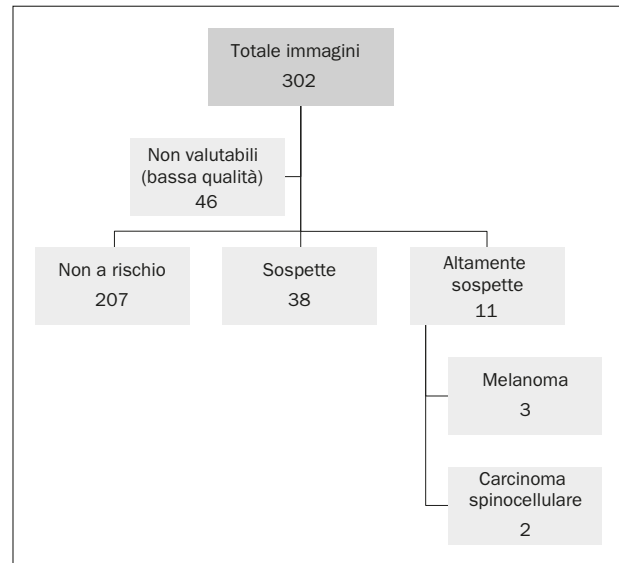 Totale immagini
302
Non valutabili
(bassa qualità)
46
Non a rischio
207
Sospette
38
Altamente
sospette
11
Melanoma
3
Carcinoma
spinocellulare
2